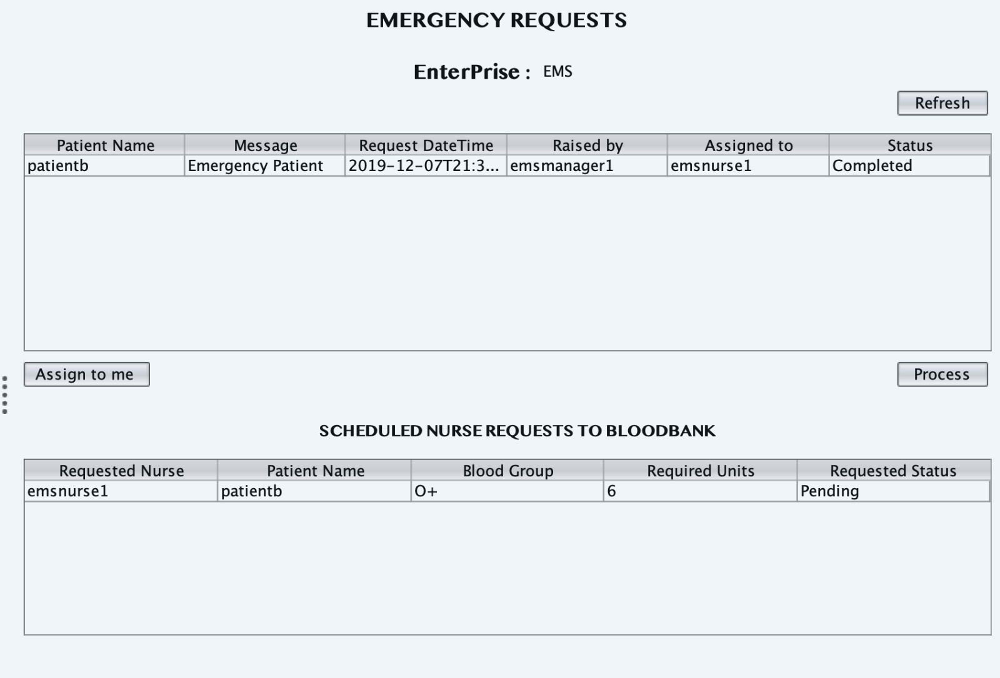 EMERGENCY REQUESTS
EnterPrise : EMS
Refresh
Patient Name Message Request DateTime Raised by Assigned to Status
patientb Emergency Patient 2019-12-07T21:3... emsmanager1 emsnurse1 Completed
Assign to me Process
SCHEDULED NURSE REQUESTS TO BLOODBANK
Requested Nurse Patient Name Blood Group Required Units Requested Status
emsnurse1 patientb O+ 6 Pending